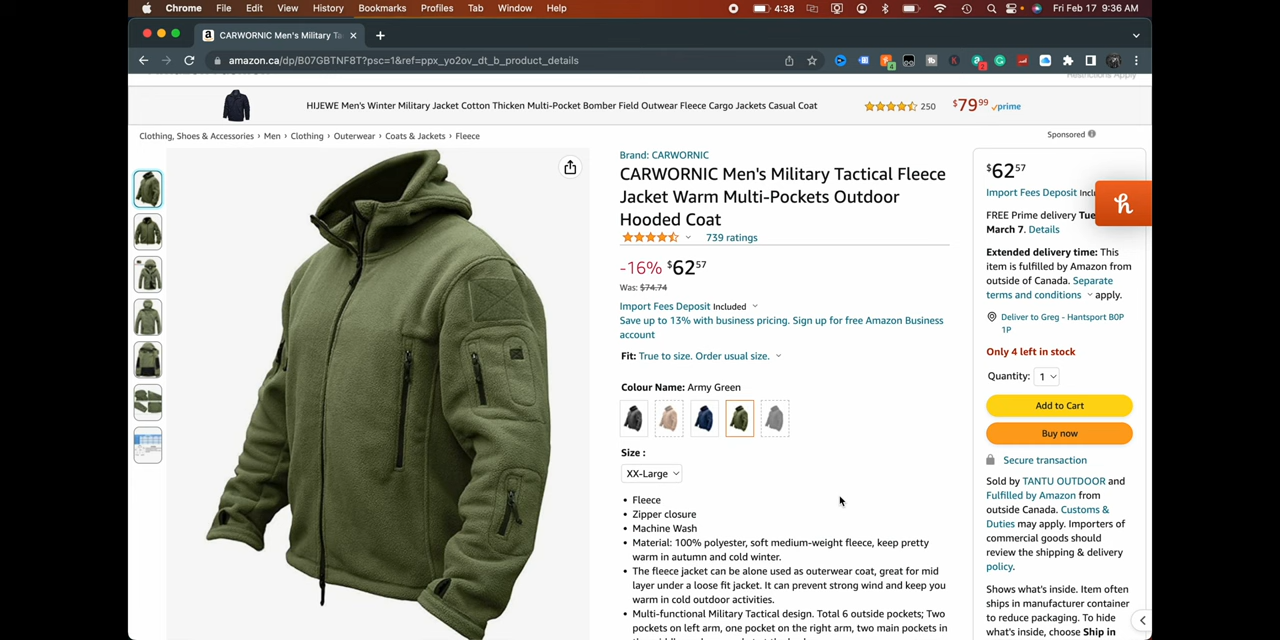 Chrome File Edit View History Bookmarks Profiles Tab Window Help 4:38 Fri Feb 17 9:36 AM
CARWORNIC Men's Military Ta
amazon.ca/dp/B07GBTNF8T?psc=1&ref=ppx_yo2ov_dt_b_product_details
Restrictions Apply
HIJEWE Men's Winter Military Jacket Cotton Thicken Multi-Pocket Bomber Field Outwear Fleece Cargo Jackets Casual Coat 250 $79.99 prime
Clothing, Shoes & Accessories › Men › Clothing › Outerwear › Coats & Jackets › Fleece
Sponsored
Brand: CARWORNIC
CARWORNIC Men's Military Tactical Fleece
Jacket Warm Multi-Pockets Outdoor
Hooded Coat
739 ratings
-16% $62.57
Was: $74.74
Import Fees Deposit Included
Save up to 13% with business pricing. Sign up for free Amazon Business
account
Fit: True to size. Order usual size.
Colour Name: Army Green
Size :
XX-Large
• Fleece
• Zipper closure
• Machine Wash
• Material: 100% polyester, soft medium-weight fleece, keep pretty
warm in autumn and cold winter.
• The fleece jacket can be alone used as outerwear coat, great for mid
layer under a loose fit jacket. It can prevent strong wind and keep you
warm in cold outdoor activities.
• Multi-functional Military Tactical design. Total 6 outside pockets; Two
pockets on left arm, one pocket on the right arm, two main pockets in
$62.57
Import Fees Deposit Incl
h
FREE Prime delivery Tue
March 7. Details
Extended delivery time: This
item is fulfilled by Amazon from
outside of Canada. Separate
terms and conditions apply.
Deliver to Greg - Hantsport B0P
1P
Only 4 left in stock
Quantity: 1
Add to Cart
Buy now
Secure transaction
Sold by TANTU OUTDOOR and
Fulfilled by Amazon from
outside Canada. Customs &
Duties may apply. Importers of
commercial goods should
review the shipping & delivery
policy.
Shows what's inside. Item often
ships in manufacturer container
to reduce packaging. To hide
what's inside, choose Ship in